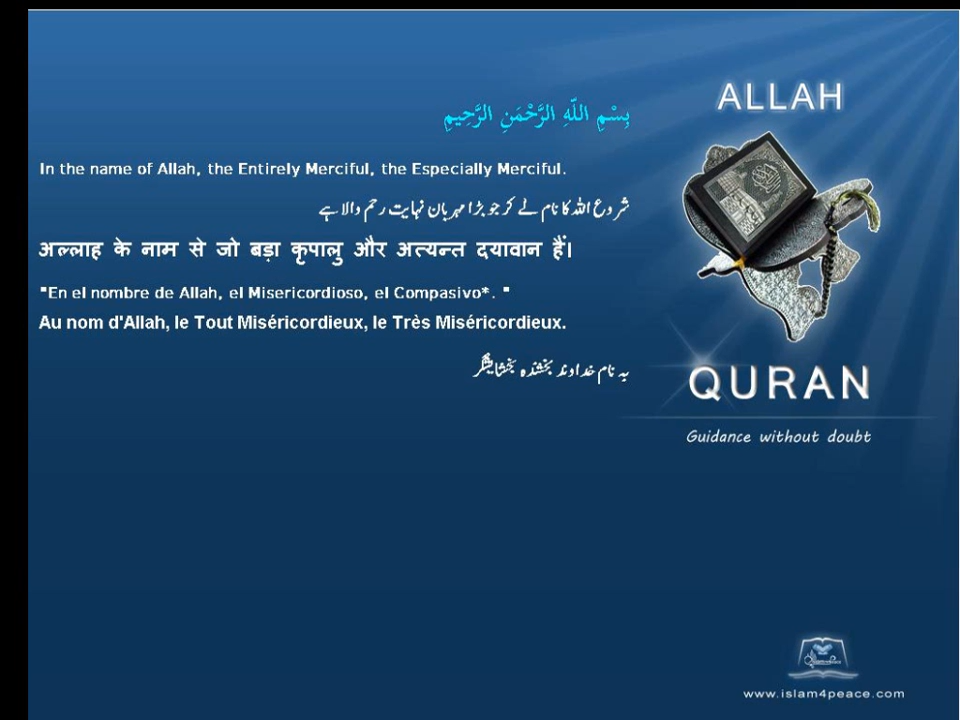 بِسْمِ اللّهِ الرَّحْمَنِ الرَّحِيمِ
In the name of Allah, the Entirely Merciful, the Especially Merciful.
شروع الله کا نام لے کر جو بڑا مہربان نہایت رحم والا ہے
अल्लाह के नाम से जो बड़ा कृपालु और अत्यन्त दयावान हैं।
"En el nombre de Allah, el Misericordioso, el Compasivo*. "
Au nom d'Allah, le Tout Miséricordieux, le Très Miséricordieux.
به نام خداوند بخشنده بخشایشگر
ALLAH
QURAN
Guidance without doubt
www.islam4peace.com